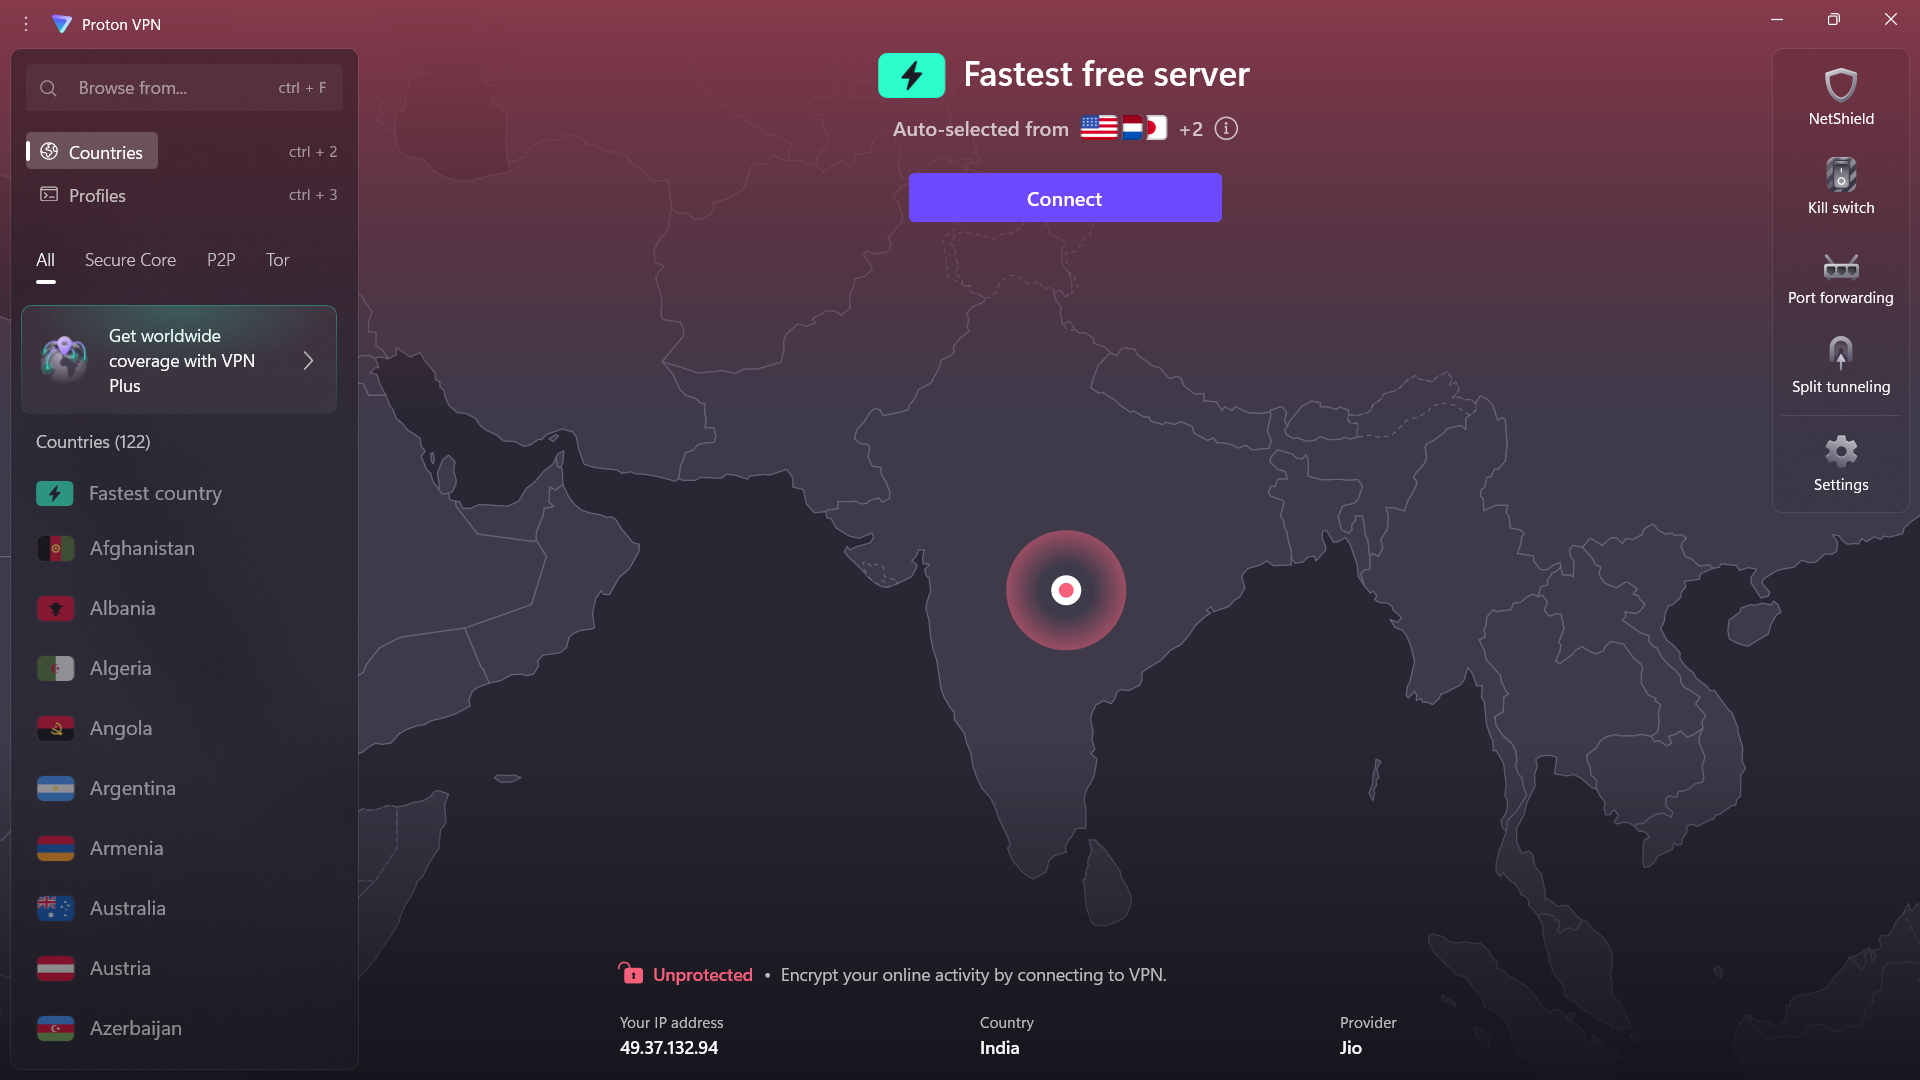 Proton VPN
Browse from...
ctrl + F
Countries
ctrl + 2
Profiles
ctrl + 3
All
Secure Core
P2P
Tor
Get worldwide
coverage with VPN
Plus
Countries (122)
Fastest country
Afghanistan
Albania
Algeria
Angola
Argentina
Armenia
Australia
Austria
Azerbaijan
Fastest free server
Auto-selected from +2
Connect
Unprotected • Encrypt your online activity by connecting to VPN.
Your IP address
49.37.132.94
Country
India
Provider
Jio
NetShield
Kill switch
Port forwarding
Split tunneling
Settings